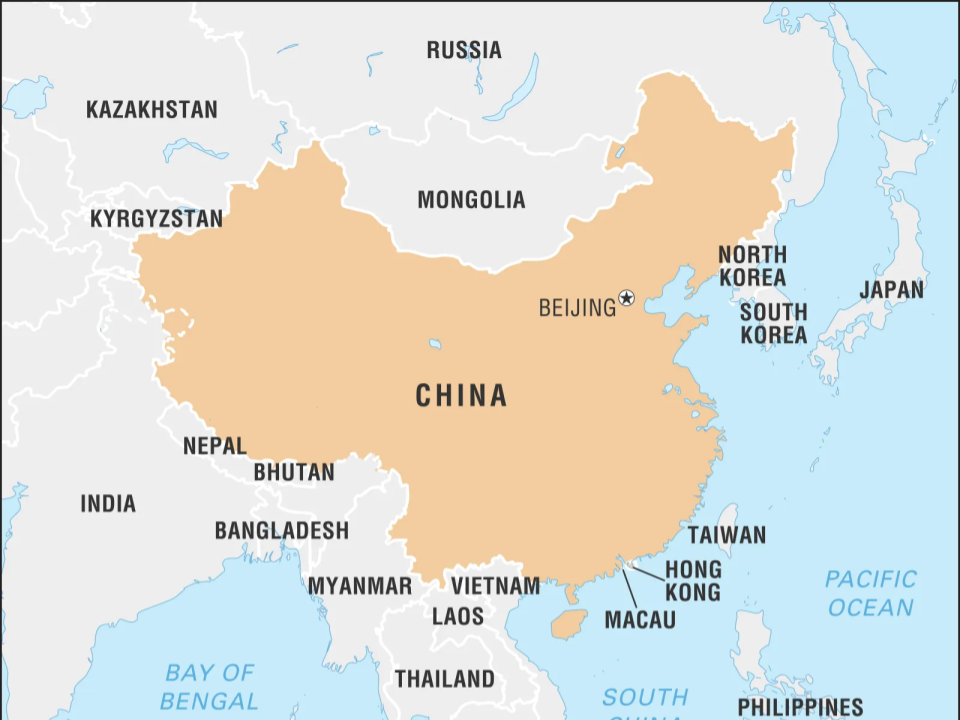 RUSSIA
KAZAKHSTAN
MONGOLIA
KYRGYZSTAN
NORTH
KOREA
JAPAN
BEIJING
SOUTH
KOREA
CHINA
NEPAL
BHUTAN
INDIA
BANGLADESH
TAIWAN
HONG
KONG
PACIFIC
OCEAN
MYANMAR
VIETNAM
LAOS
MACAU
BAY OF
BENGAL
THAILAND
SOUTH
CHINA
PHILIPPINES